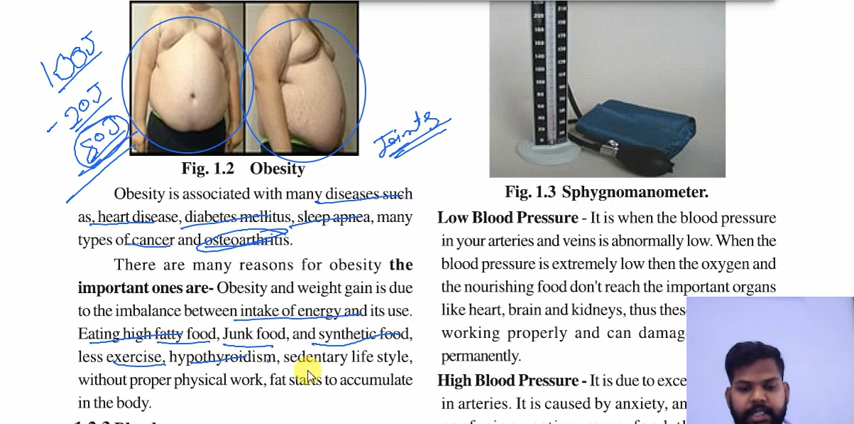 100J
- 20J
80J
Joints
Fig. 1.2 Obesity
Obesity is associated with many diseases such
as, heart disease, diabetes mellitus, sleep apnea, many
types of cancer and osteoarthritis.
There are many reasons for obesity the
important ones are- Obesity and weight gain is due
to the imbalance between intake of energy and its use.
Eating high fatty food, Junk food, and synthetic food,
less exercise, hypothyroidism, sedentary life style,
without proper physical work, fat starts to accumulate
in the body.
Fig. 1.3 Sphygnomanometer.
Low Blood Pressure - It is when the blood pressure
in your arteries and veins is abnormally low. When the
blood pressure is extremely low then the oxygen and
the nourishing food don't reach the important organs
like heart, brain and kidneys, thus thes
working properly and can damag
permanently.
High Blood Pressure - It is due to exce
in arteries. It is caused by anxiety, an